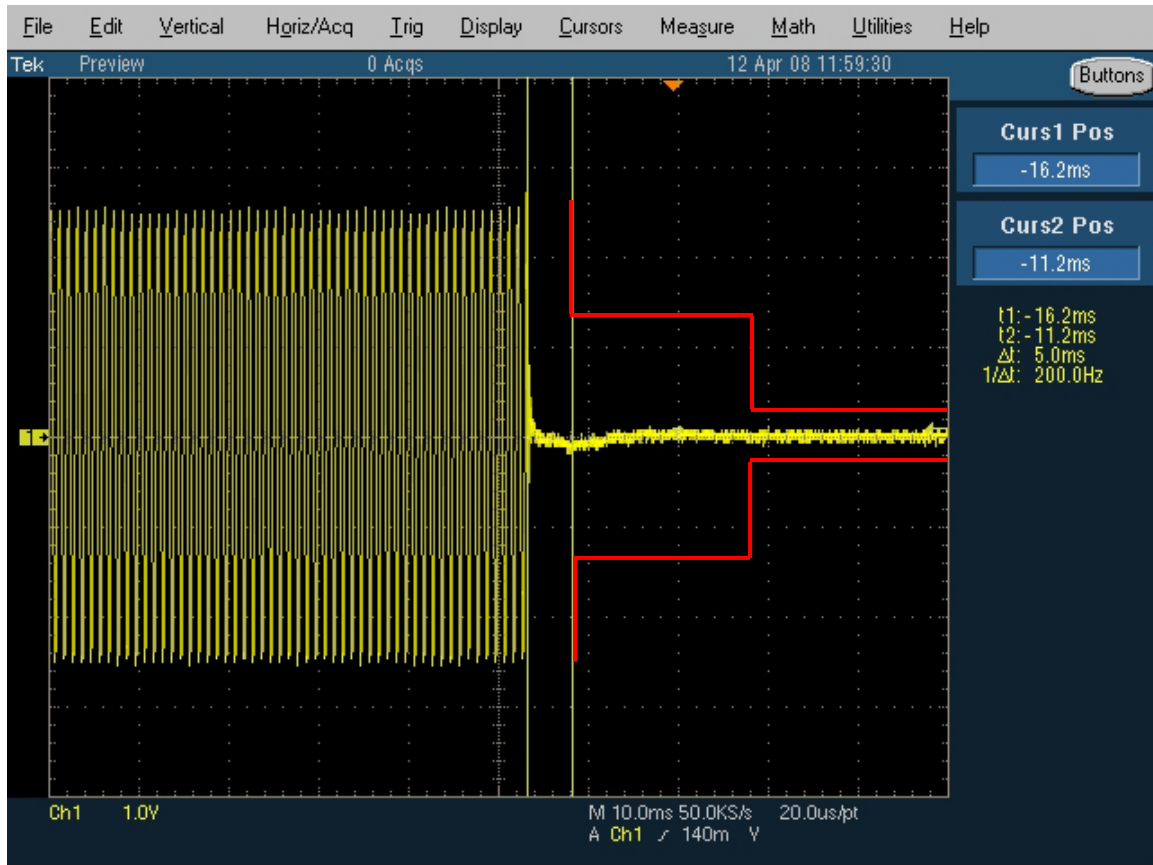 File Edit Vertical Horiz/Acq Trig Display Cursors Measure Math Utilities Help
Tek Preview 0 Acqs 12 Apr 08 11:59:30
Buttons
Curs1 Pos
-16.2ms
Curs2 Pos
-11.2ms
t1:-16.2ms
t2:-11.2ms
Δt: 5.0ms
1/Δt: 200.0Hz
1
Ch1 1.0V
M 10.0ms 50.0KS/s 20.0us/pt
A Ch1 / 140m V